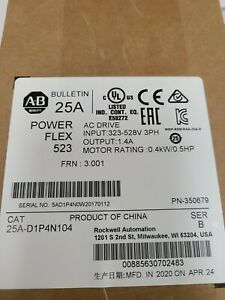 AB
BULLETIN
25A
POWER
FLEX
523
UL
LISTED
IND. CONT. EQ.
E59272
CE
EAC
AC DRIVE
INPUT:323-528V 3PH
OUTPUT:1.4A
MOTOR RATING :0.4kW/0.5HP
FRN : 3.001
SERIAL NO. 5AD1P4N0W20170112
PN-350679
CAT
25A-D1P4N104
PRODUCT OF CHINA
SER
B
Rockwell Automation
1201 S 2nd St, Milwaukee, WI 53204, USA
00885630702483
生产日期: MFD. IN 2020 ON APR.24